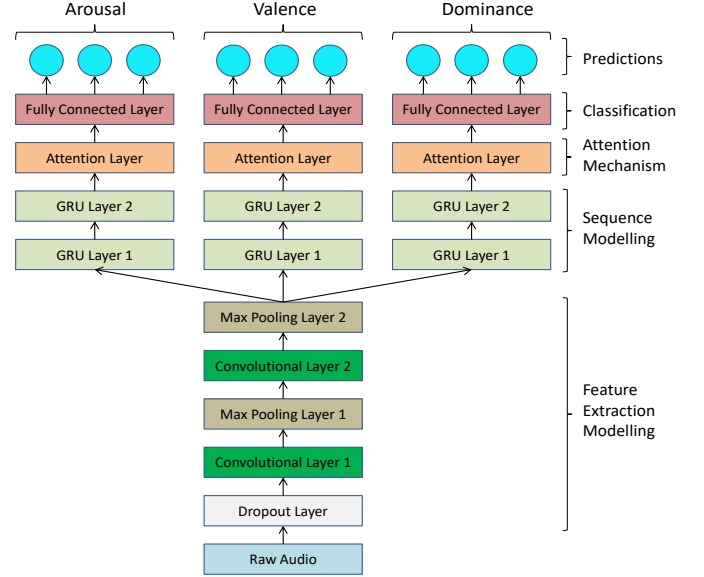 Arousal Valence Dominance
Predictions
Fully Connected Layer Fully Connected Layer Fully Connected Layer Classification
Attention Layer Attention Layer Attention Layer Attention
Mechanism
GRU Layer 2 GRU Layer 2 GRU Layer 2
Sequence
Modelling
GRU Layer 1 GRU Layer 1 GRU Layer 1
Max Pooling Layer 2
Convolutional Layer 2
Feature
Extraction
Modelling
Max Pooling Layer 1
Convolutional Layer 1
Dropout Layer
Raw Audio